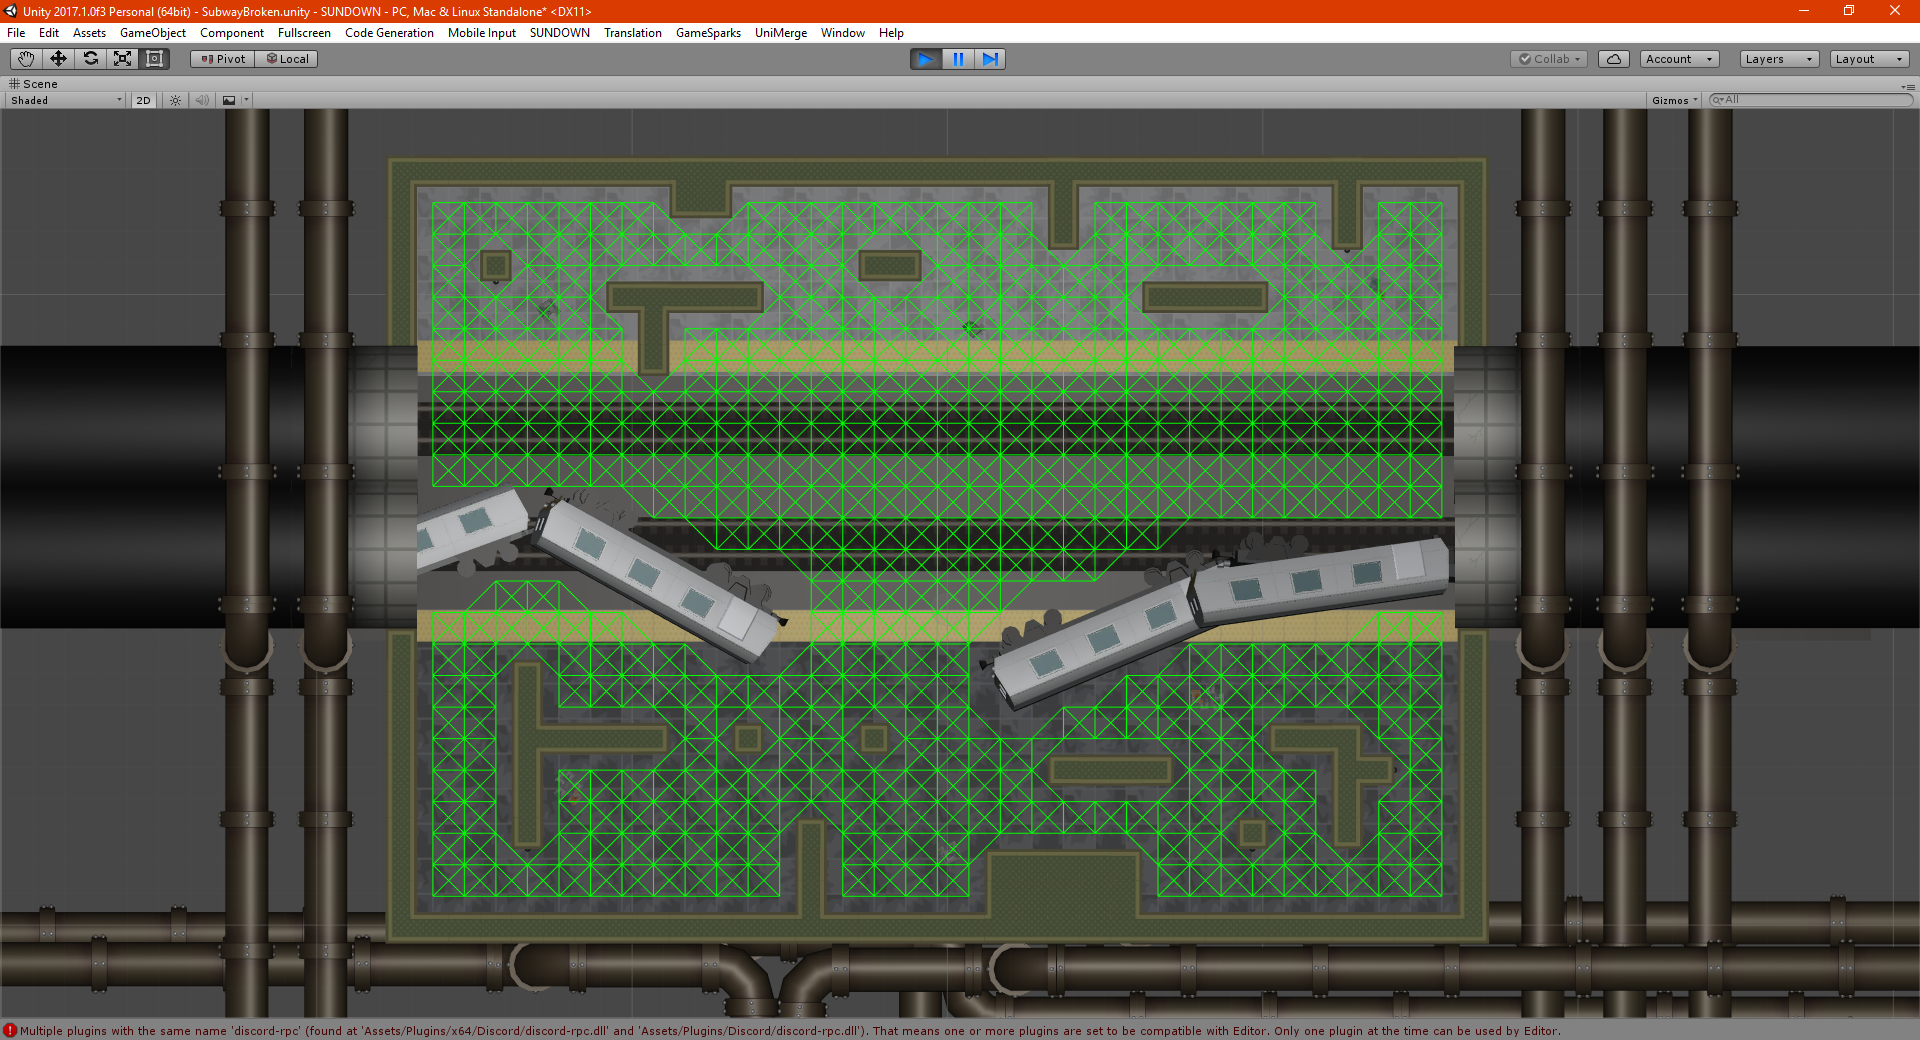 Unity 2017.1.0f3 Personal (64bit) - SubwayBroken.unity - SUNDOWN - PC, Mac & Linux Standalone* <DX11>
File Edit Assets GameObject Component Fullscreen Code Generation Mobile Input SUNDOWN Translation GameSparks UniMerge Window Help
Pivot Local Collab Account Layers Layout
Scene
Shaded 2D Gizmos All
Multiple plugins with the same name 'discord-rpc' (found at 'Assets/Plugins/x64/Discord/discord-rpc.dll' and 'Assets/Plugins/Discord/discord-rpc.dll'). That means one or more plugins are set to be compatible with Editor. Only one plugin at the time can be used by Editor.